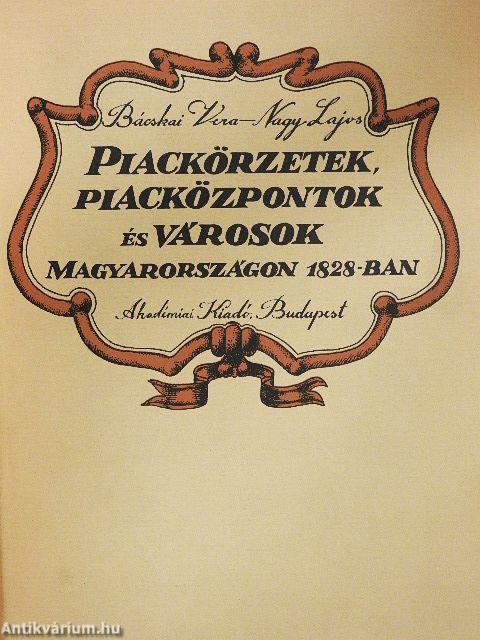 Bácskai Vera–Nagy Lajos
PIACKÖRZETEK,
PIACKÖZPONTOK
ÉS VÁROSOK
MAGYARORSZÁGON 1828-BAN
Akadémiai Kiadó, Budapest
Antikvárium.hu